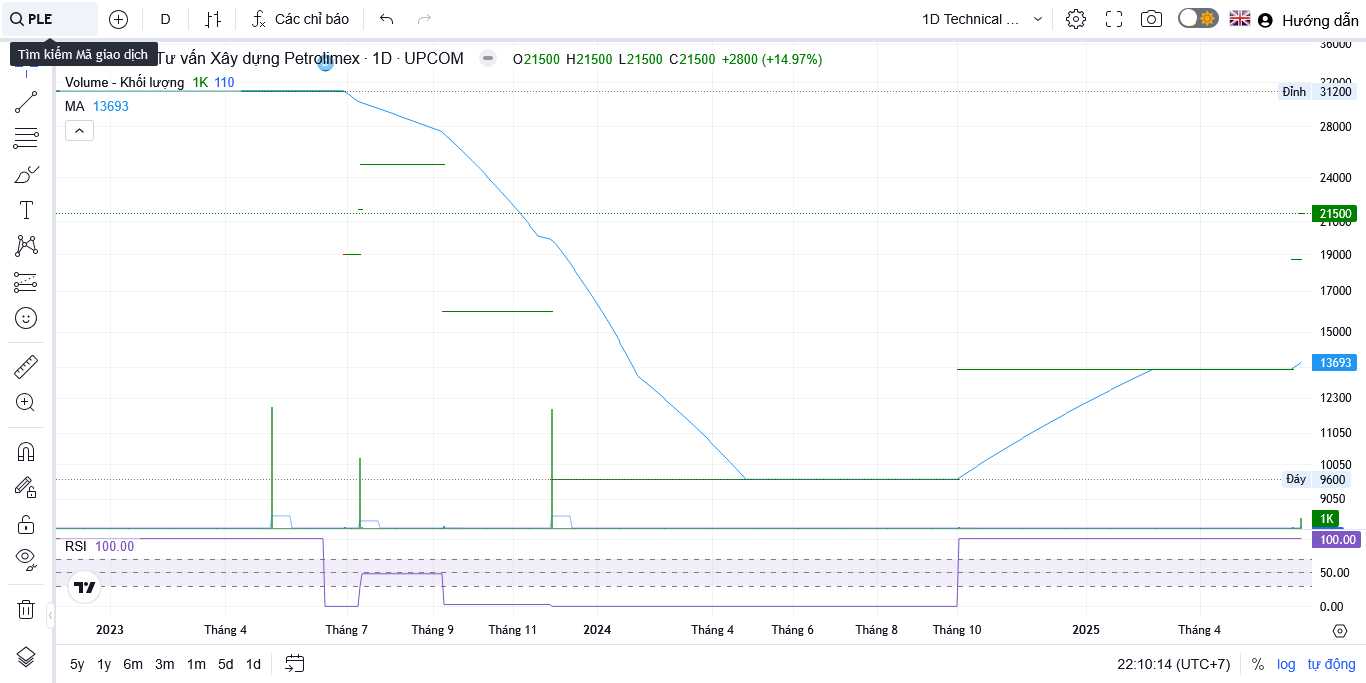 PLE
D
Các chỉ báo
1D Technical ...
Hướng dẫn
Tìm kiếm Mã giao dịch
Tư vấn Xây dựng Petrolimex · 1D · UPCOM
O21500 H21500 L21500 C21500 +2800 (+14.97%)
Volume - Khối lượng 1K 110
MA 13693
36000
32000
Đỉnh 31200
28000
24000
21500
21000
19000
17000
15000
13693
12300
11050
10050
Đáy 9600
9050
1K
RSI 100.00
100.00
50.00
0.00
2023 Tháng 4 Tháng 7 Tháng 9 Tháng 11 2024 Tháng 4 Tháng 6 Tháng 8 Tháng 10 2025 Tháng 4
5y 1y 6m 3m 1m 5d 1d
22:10:14 (UTC+7) % log tự động